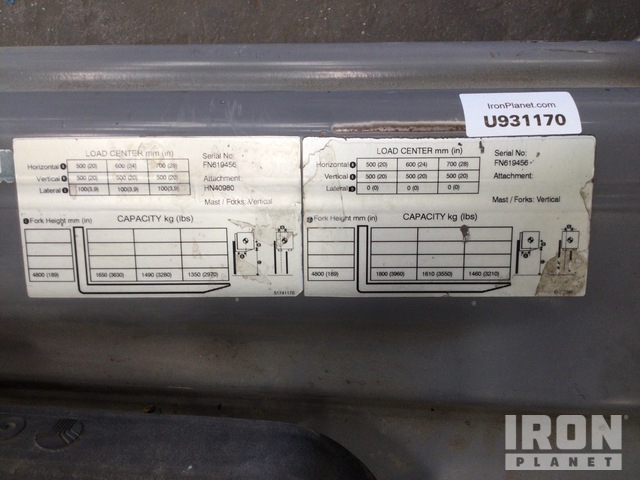 IronPlanet.com
U931170
LOAD CENTER mm (in)
Horizontal 500 (20) 600 (24) 700 (28)
Vertical 500 (20) 500 (20) 500 (20)
Lateral 100(3,9) 100(3,9) 100(3,9)
Serial No:
FN619456
Attachment:
HN40980
Mast / Forks: Vertical
Fork Height mm (in) CAPACITY kg (lbs)
4800 (189) 1650 (3630) 1490 (3280) 1350 (2970)
LOAD CENTER mm (in)
Horizontal 500 (20) 600 (24) 700 (28)
Vertical 500 (20) 500 (20) 500 (20)
Lateral 0 (0) 0 (0) 0 (0)
Serial No:
FN619456
Attachment:
Mast / Forks: Vertical
Fork Height mm (in) CAPACITY kg (lbs)
4800 (189) 1800 (3960) 1610 (3550) 1460 (3210)
IRON
PLANET